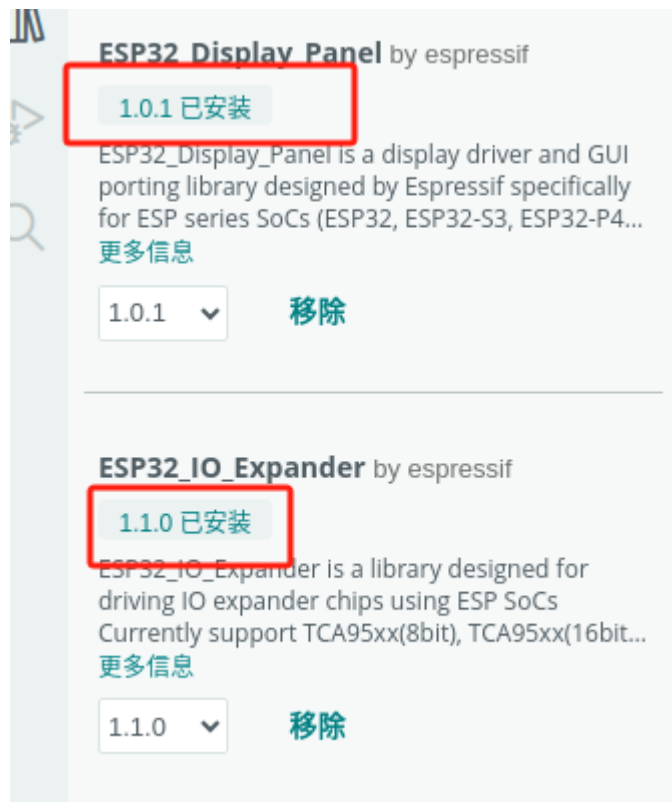 ESP32_Display_Panel by espressif
1.0.1 已安装
ESP32_Display_Panel is a display driver and GUI
porting library designed by Espressif specifically
for ESP series SoCs (ESP32, ESP32-S3, ESP32-P4...
更多信息
1.0.1
移除
ESP32_IO_Expander by espressif
1.1.0 已安装
ESP32_IO_Expander is a library designed for
driving IO expander chips using ESP SoCs
Currently support TCA95xx(8bit), TCA95xx(16bit...
更多信息
1.1.0
移除